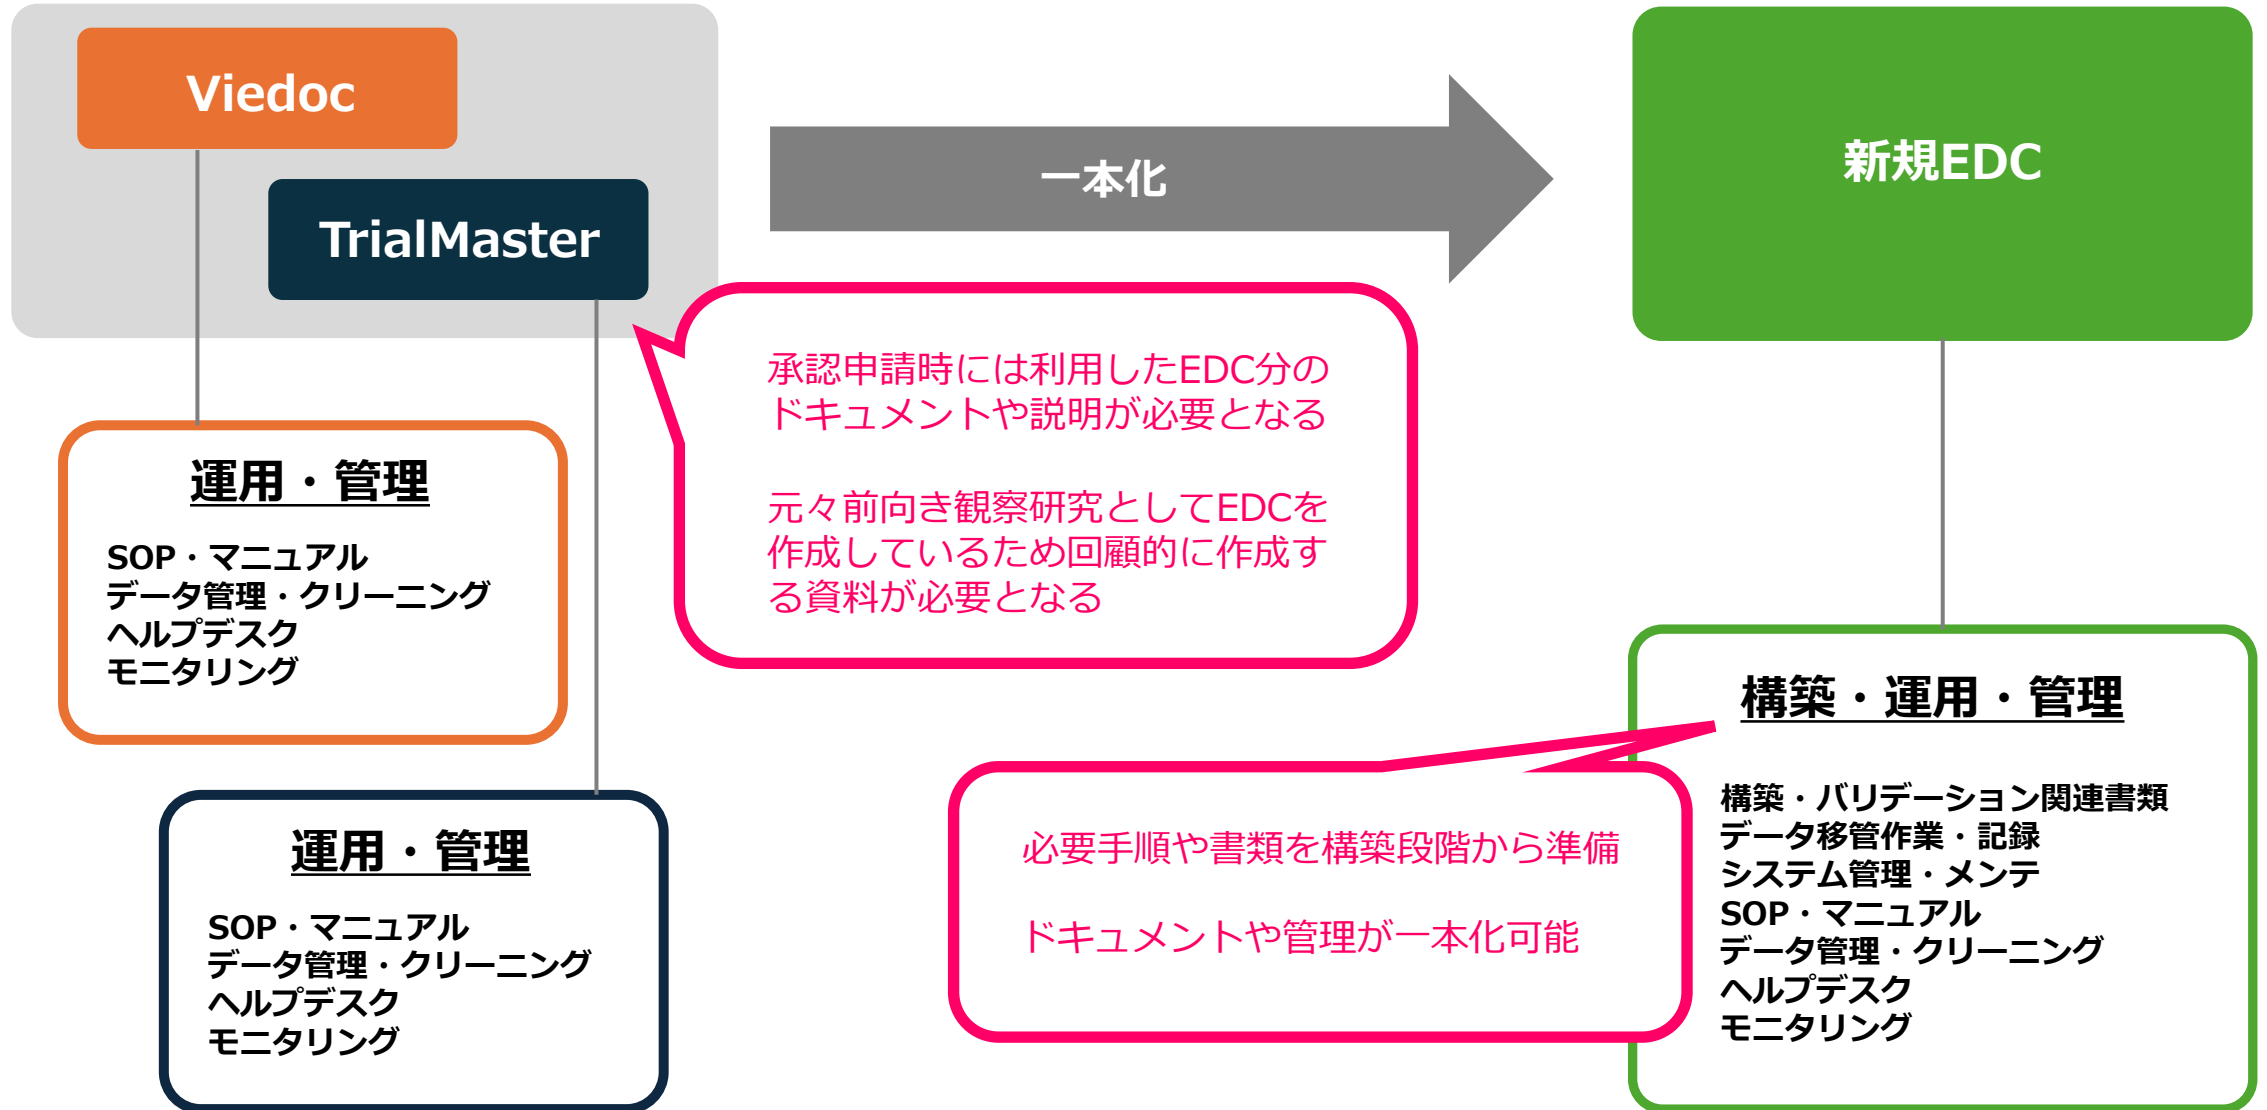 Viedoc
TrialMaster
一本化
新規EDC
承認申請時には利用したEDC分の
ドキュメントや説明が必要となる
元々前向き観察研究としてEDCを
作成しているため回顧的に作成す
る資料が必要となる
運用・管理
SOP・マニュアル
データ管理・クリーニング
ヘルプデスク
モニタリング
運用・管理
SOP・マニュアル
データ管理・クリーニング
ヘルプデスク
モニタリング
必要手順や書類を構築段階から準備
ドキュメントや管理が一本化可能
構築・運用・管理
構築・バリデーション関連書類
データ移管作業・記録
システム管理・メンテ
SOP・マニュアル
データ管理・クリーニング
ヘルプデスク
モニタリング